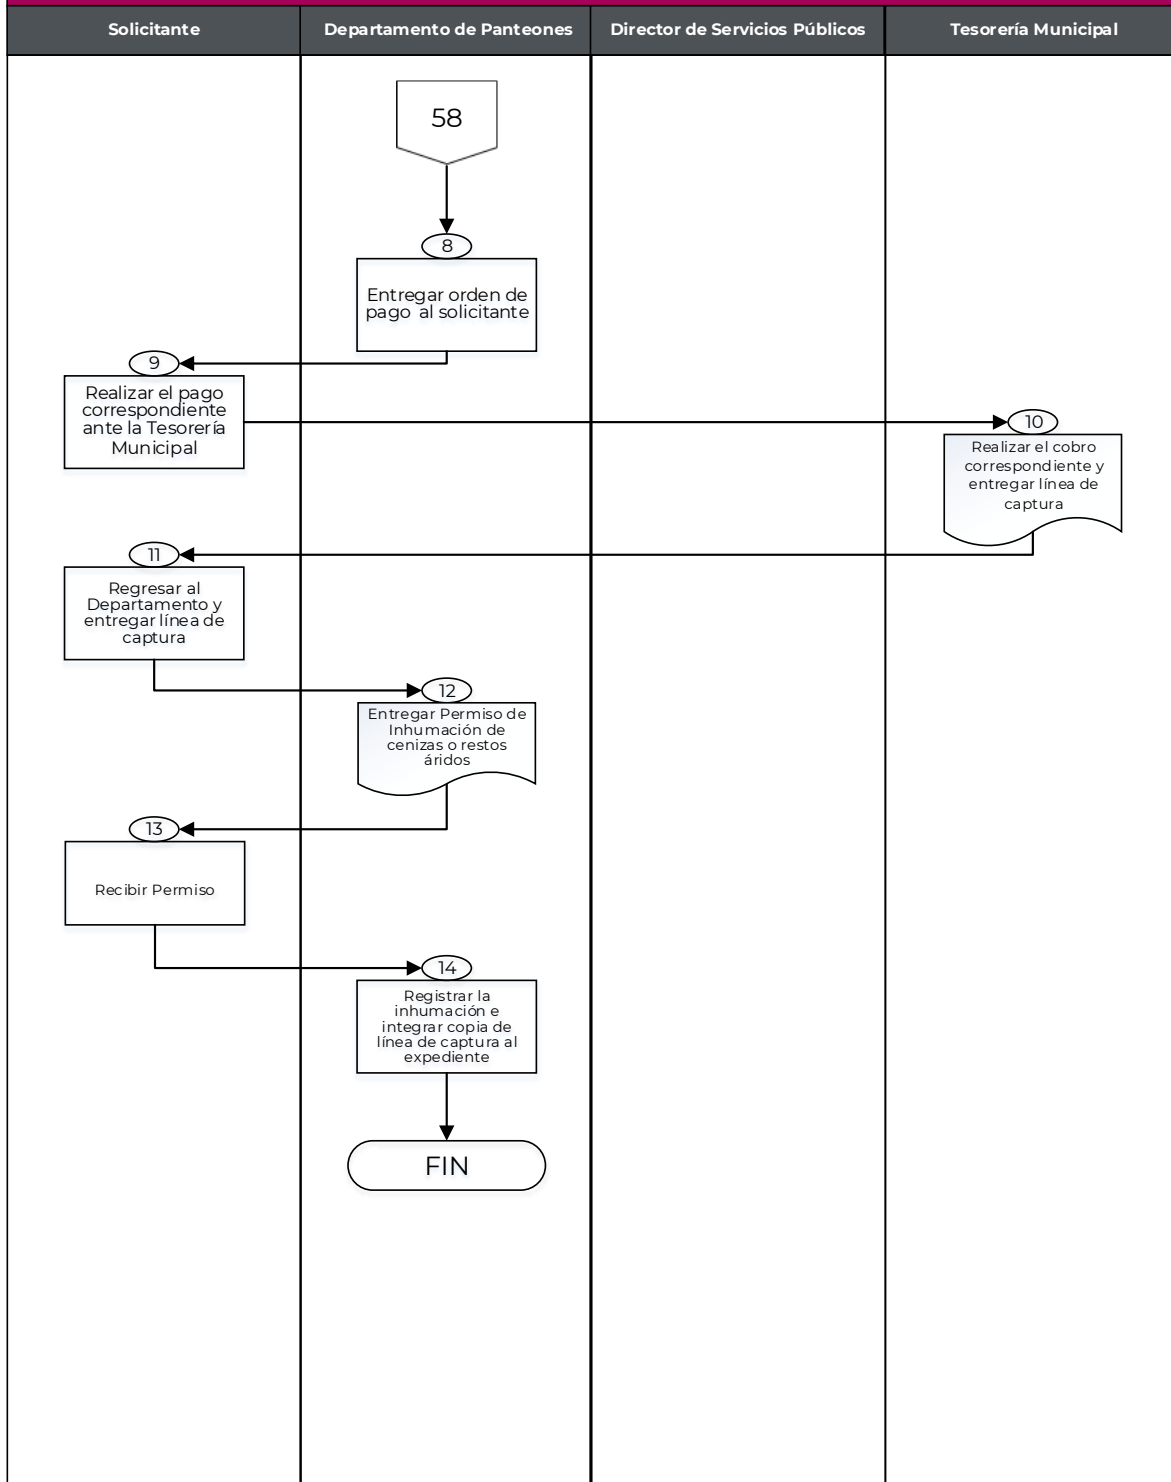 Solicitante
Departamento de Panteones
Director de Servicios Públicos
Tesorería Municipal
58
8
Entregar orden de
pago al solicitante
9
Realizar el pago
correspondiente
ante la Tesorería
Municipal
10
Realizar el cobro
correspondiente y
entregar línea de
captura
11
Regresar al
Departamento y
entregar línea de
captura
12
Entregar Permiso de
Inhumación de
cenizas o restos
áridos
13
Recibir Permiso
14
Registrar la
inhumación e
integrar copia de
línea de captura al
expediente
FIN